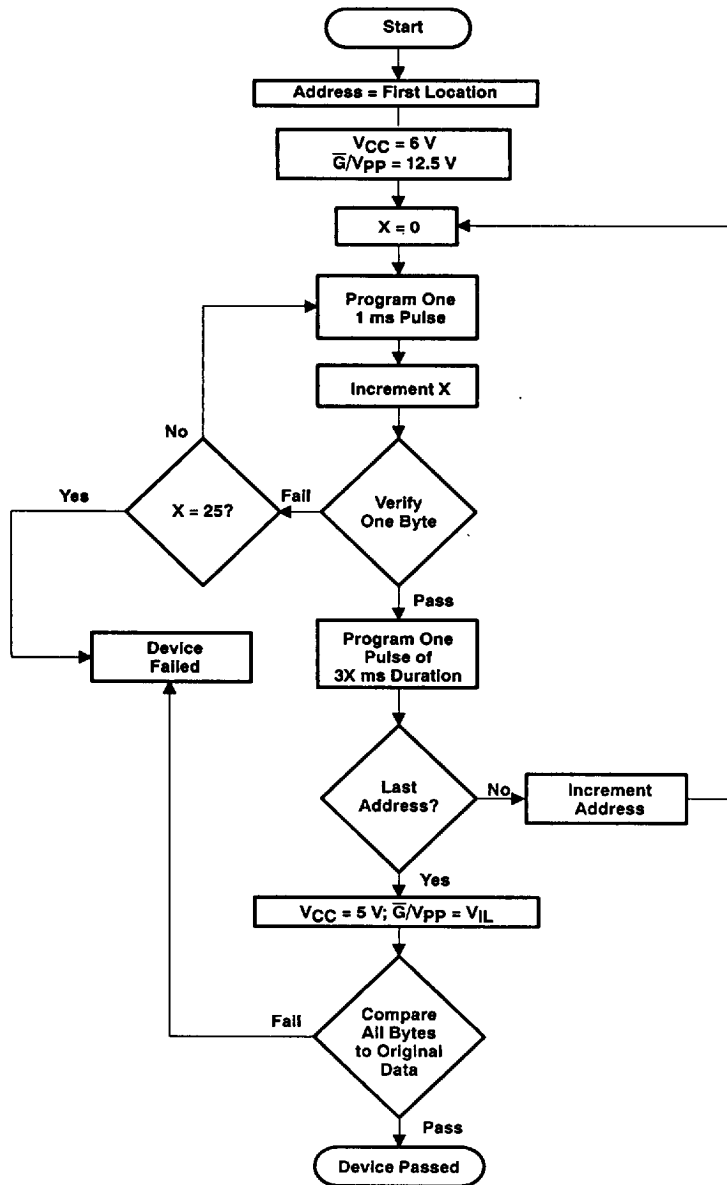 Start
Address = First Location
VCC = 6 V
G̅/VPP = 12.5 V
X = 0
Program One
1 ms Pulse
Increment X
No
Yes
X = 25?
Fail
Verify
One Byte
Pass
Device
Failed
Program One
Pulse of
3X ms Duration
Last
Address?
No
Increment
Address
Yes
VCC = 5 V; G̅/VPP = VIL
Fail
Compare
All Bytes
to Original
Data
Pass
Device Passed